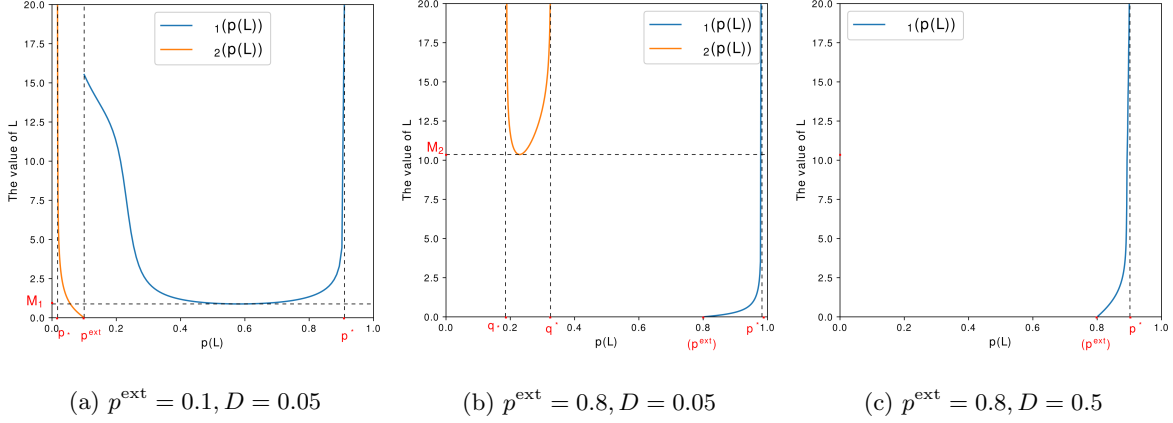 20.0
17.5
15.0
12.5
10.0
7.5
5.0
2.5
0.0
The value of L
M₁
₁(p(L))
₂(p(L))
0.0 0.2 0.4 0.6 0.8 1.0
p⋆ pᵉˣᵗ p⋆
p(L)
(a) pᵉˣᵗ = 0.1, D = 0.05
20.0
17.5
15.0
12.5
10.0
7.5
5.0
2.5
0.0
The value of L
M₂
₁(p(L))
₂(p(L))
0.0 0.2 0.4 0.6 0.8 1.0
q⋆ q⋆ p⋆
p(L) (pᵉˣᵗ)
(b) pᵉˣᵗ = 0.8, D = 0.05
20.0
17.5
15.0
12.5
10.0
7.5
5.0
2.5
0.0
The value of L
₁(p(L))
0.0 0.2 0.4 0.6 0.8 1.0
p⋆
p(L) (pᵉˣᵗ)
(c) pᵉˣᵗ = 0.8, D = 0.5